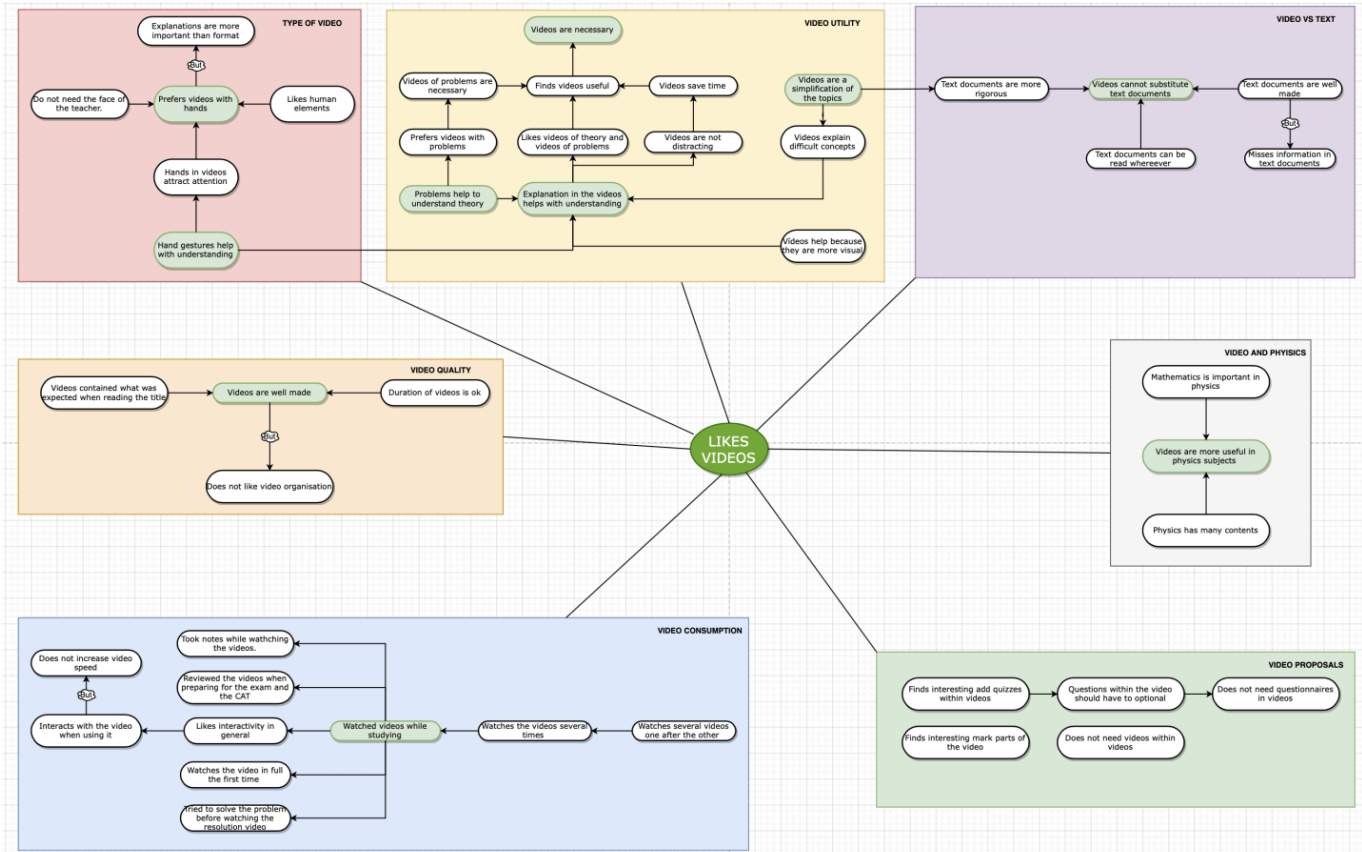 TYPE OF VIDEO
Explanations are more
important than format
But
Do not need the face of
the teacher.
Prefers videos with
hands
Likes human
elements
Hands in videos
attract attention
Hand gestures help
with understanding
VIDEO UTILITY
Videos are necessary
Videos of problems are
necessary
Finds videos useful
Videos save time
Videos are a
simplification of
the topics
Prefers videos with
problems
Likes videos of theory and
videos of problems
Videos are not
distracting
Videos explain
difficult concepts
Problems help to
understand theory
Explanation in the videos
helps with understanding
Vídeos help because
they are more visual
VIDEO VS TEXT
Text documents are more
rigorous
Videos cannot substitute
text documents
Text documents are well
made
But
Text documents can be
read whereever
Misses information in
text documents
VIDEO QUALITY
Videos contained what was
expected when reading the title
Videos are well made
Duration of videos is ok
But
Does not like video organisation
LIKES
VIDEOS
VIDEO AND PHYISICS
Mathematics is important in
physics
Videos are more useful in
physics subjects
Physics has many contents
VIDEO CONSUMPTION
Took notes while wathching
the videos.
Does not increase video
speed
Reviewed the videos when
preparing for the exam and
the CAT
But
Interacts with the video
when using it
Likes interactivity in
general
Watched videos while
studying
Watches the videos several
times
Watches several videos
one after the other
Watches the video in full
the first time
Tried to solve the problem
before watching the
resolution video
VIDEO PROPOSALS
Finds interesting add quizzes
within videos
Questions within the video
should have to optional
Does not need questionnaires
in videos
Finds interesting mark parts of
the video
Does not need videos within
videos